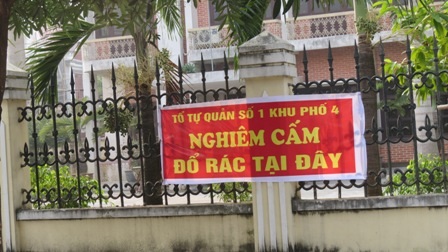 TỔ TỰ QUẢN SỐ 1 KHU PHỐ 4
NGHIÊM CẤM
ĐỔ RÁC TẠI ĐÂY